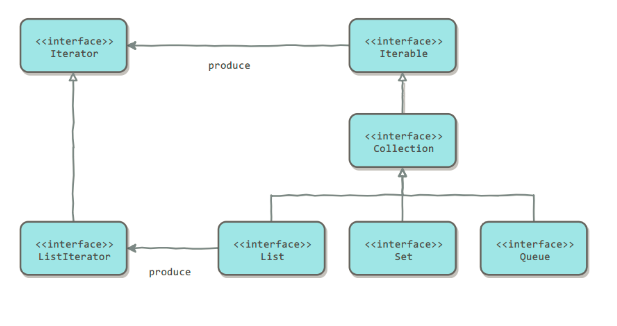 <<interface>>
Iterator
<<interface>>
Iterable
produce
<<interface>>
Collection
<<interface>>
ListIterator
<<interface>>
List
<<interface>>
Set
<<interface>>
Queue
produce